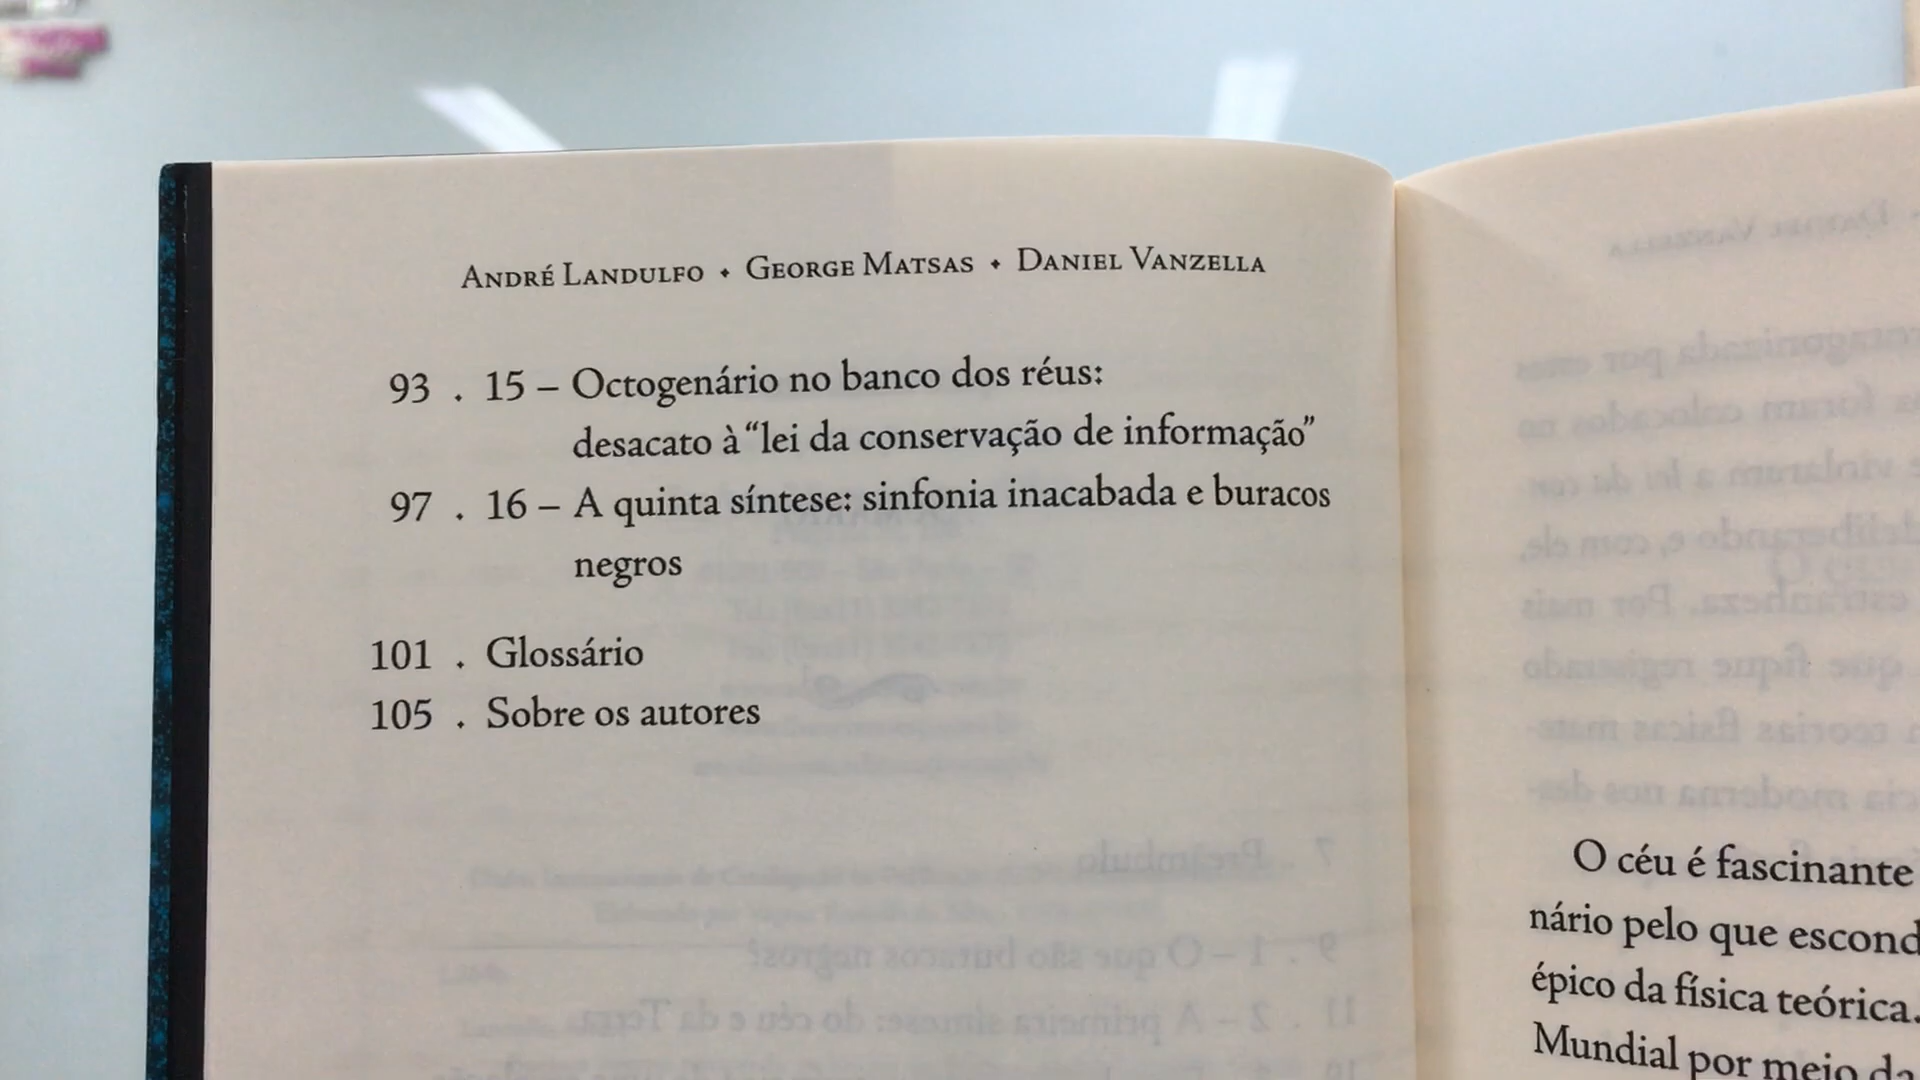 André Landulfo • George Matsas • Daniel Vanzella
93 . 15 – Octogenário no banco dos réus:
desacato à “lei da conservação de informação”
97 . 16 – A quinta síntese: sinfonia inacabada e buracos
negros
101 . Glossário
105 . Sobre os autores
O céu é fascinante
nário pelo que escond
épico da física teórica.
Mundial por meio da